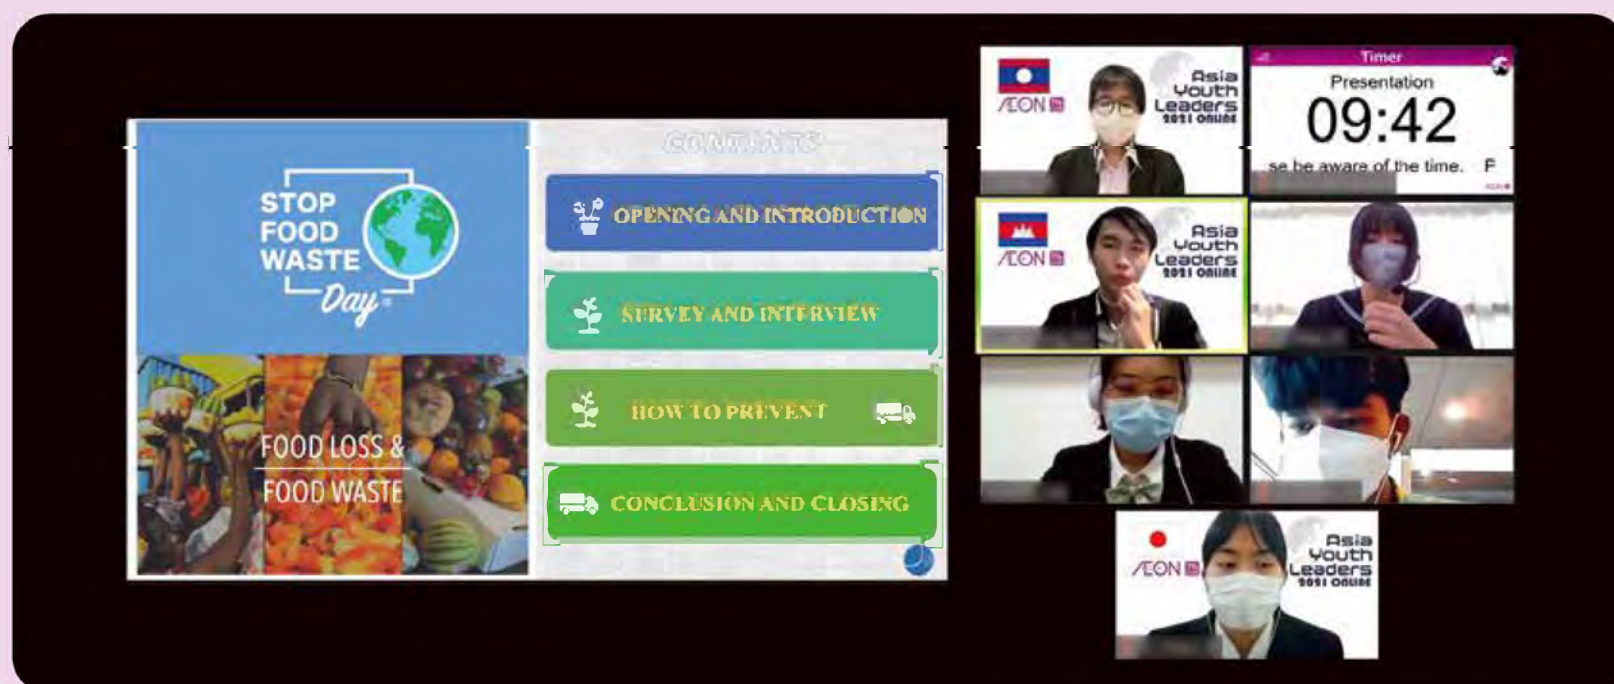 STOP
FOOD
WASTE
Day
FOOD LOSS &
FOOD WASTE
CONTENTS
OPENING AND INTRODUCTION
SURVEY AND INTERVIEW
HOW TO PREVENT
CONCLUSION AND CLOSING
ÆON
Asia
Youth
Leaders
2021 ONLINE
Timer
Presentation
09:42
se be aware of the time. P
ÆON
Asia
Youth
Leaders
2021 ONLINE
ÆON
Asia
Youth
Leaders
2021 ONLINE